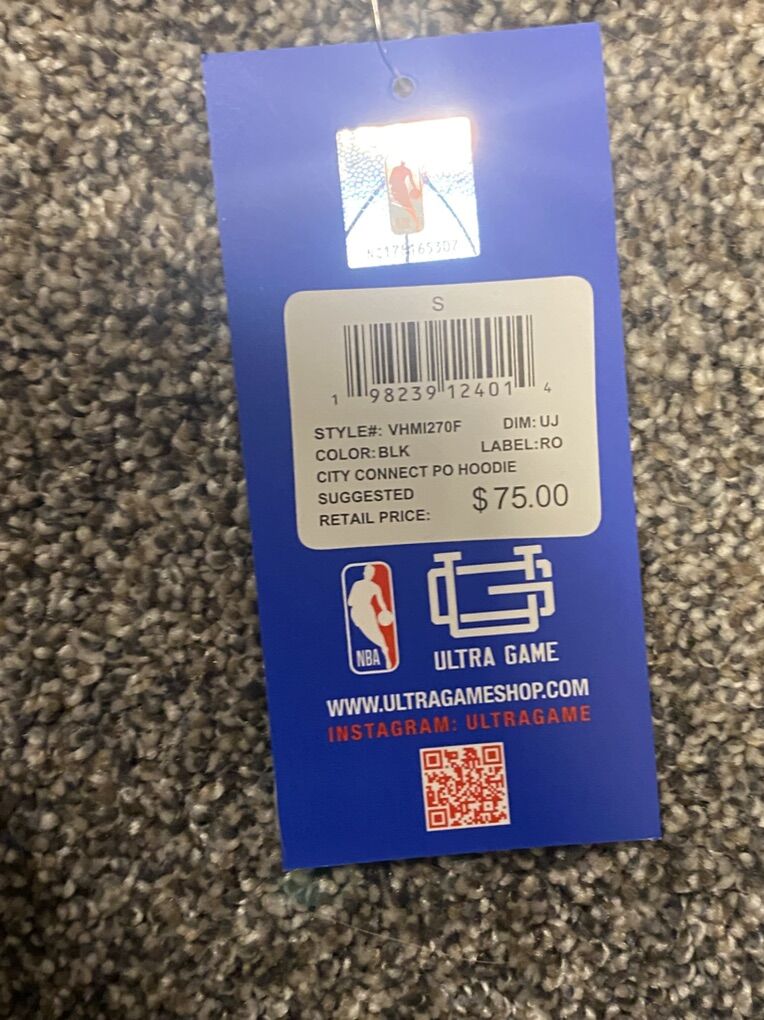 S
1 98239 12401 4
STYLE#: VHMI270F DIM: UJ
COLOR: BLK LABEL:RO
CITY CONNECT PO HOODIE
SUGGESTED
RETAIL PRICE: $75.00
NBA
ULTRA GAME
WWW.ULTRAGAMESHOP.COM
INSTAGRAM: ULTRAGAME